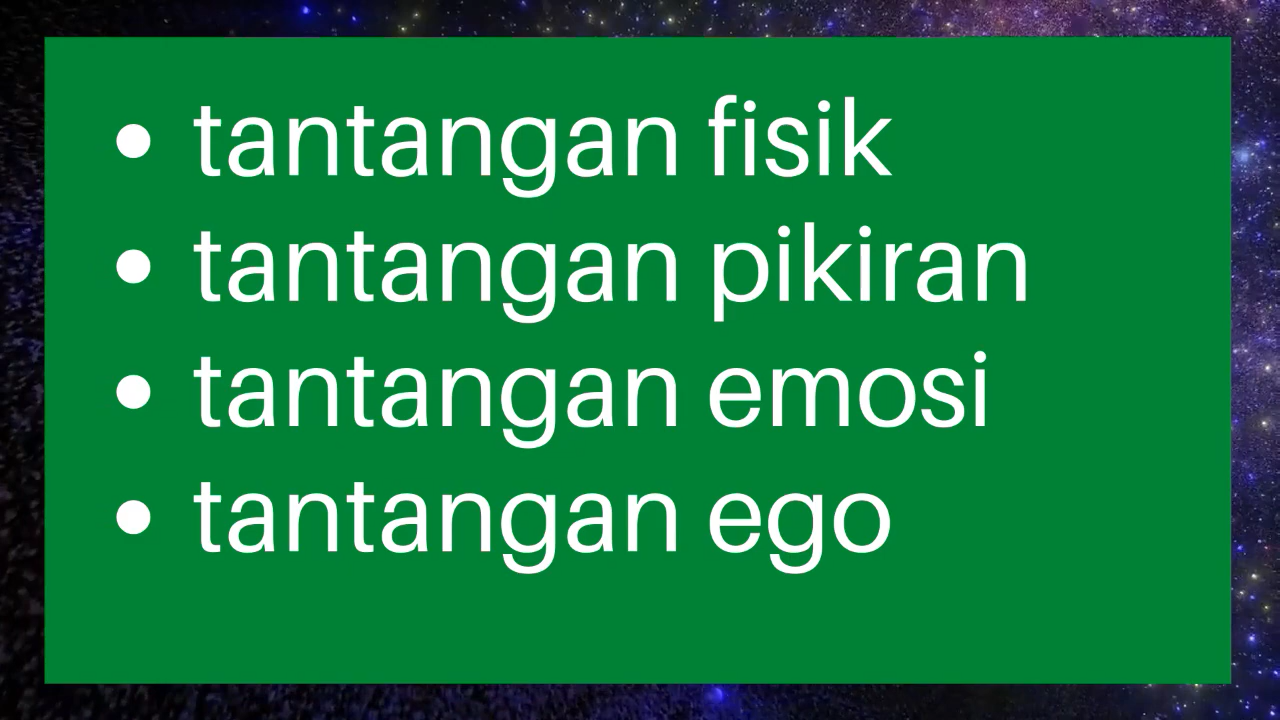 • tantangan fisik
• tantangan pikiran
• tantangan emosi
• tantangan ego